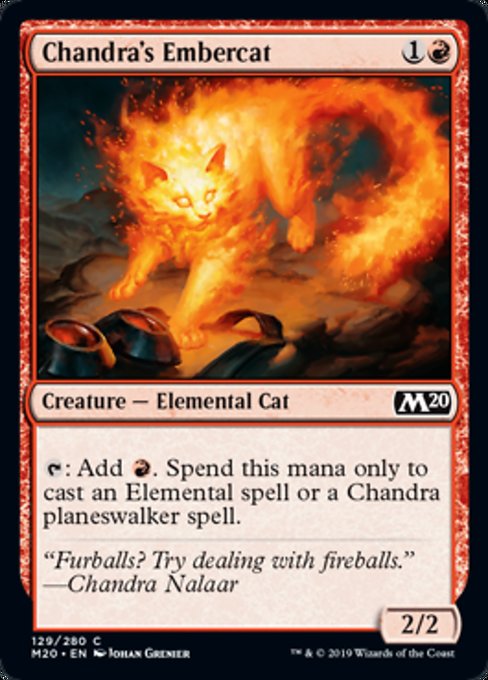 Chandra's Embercat 1
Creature — Elemental Cat M20
: Add . Spend this mana only to
cast an Elemental spell or a Chandra
planeswalker spell.
“Furballs? Try dealing with fireballs.”
—Chandra Nalaar
2/2
129/280 C
M20 • EN Johan Grenier ™ & © 2019 Wizards of the Coast